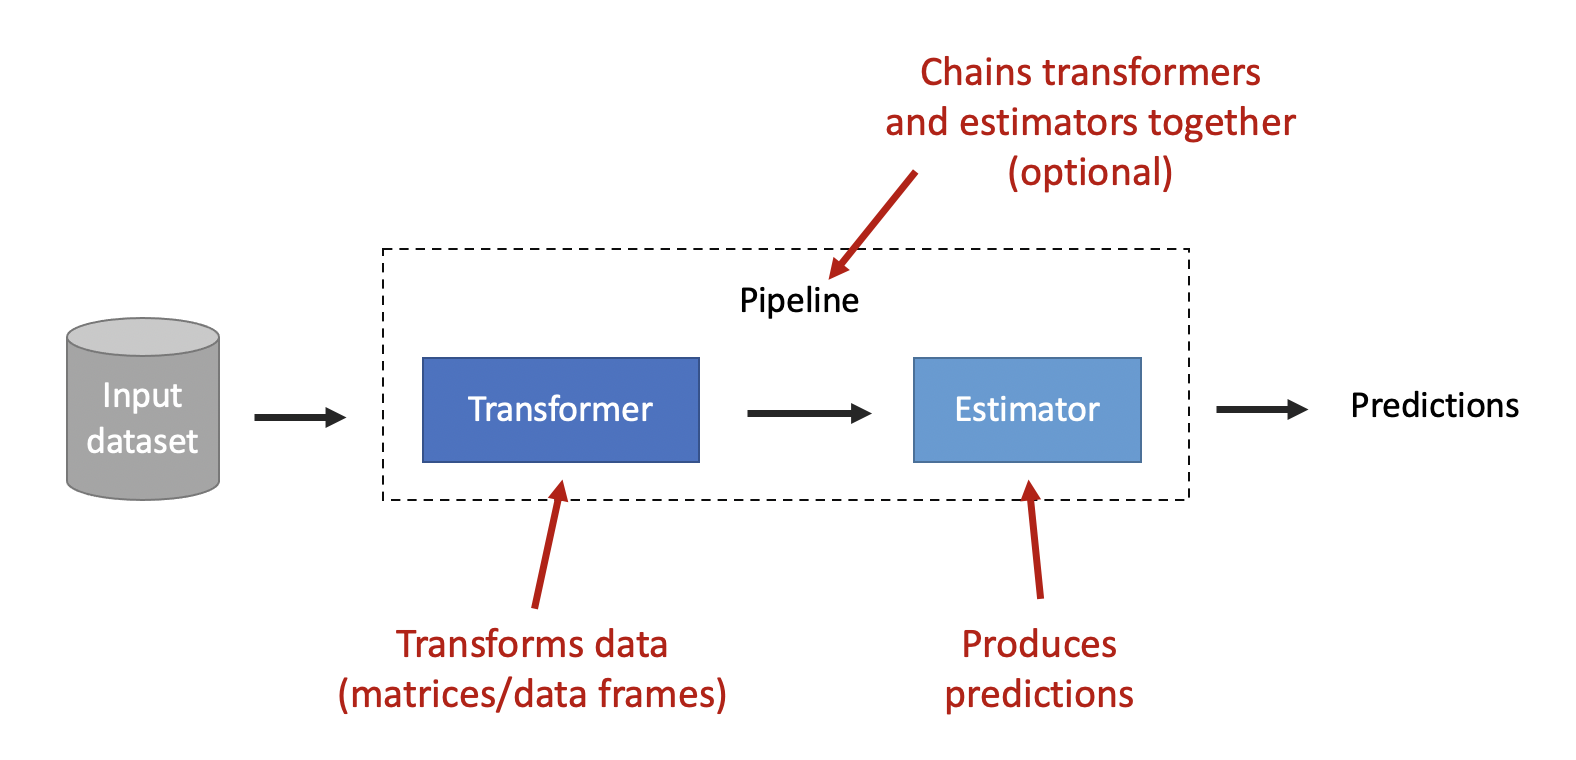 Chains transformers
and estimators together
(optional)
Pipeline
Input
dataset
Transformer
Estimator
Predictions
Transforms data
(matrices/data frames)
Produces
predictions